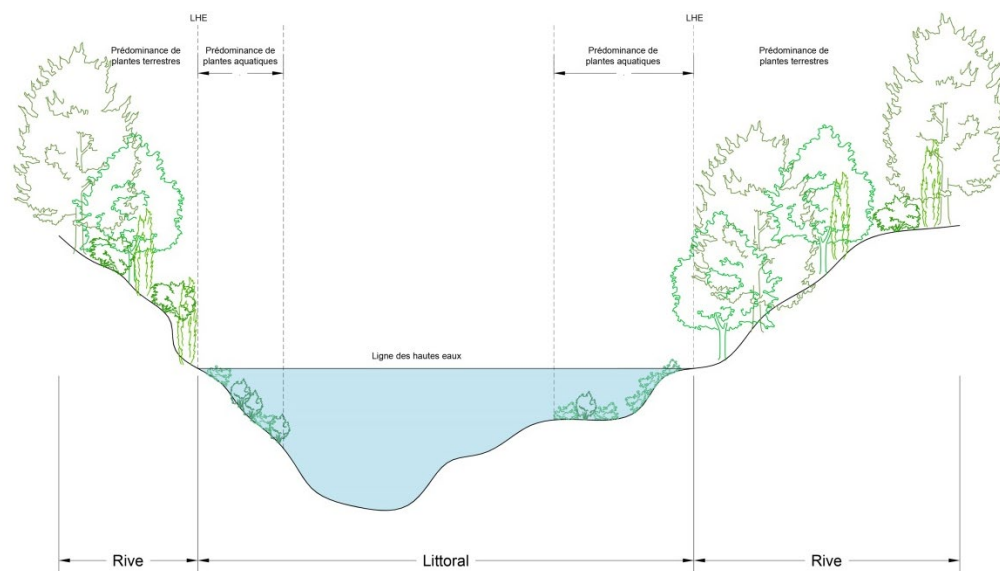 LHE
LHE
Prédominance de
plantes terrestres
Prédominance de
plantes aquatiques
Prédominance de
plantes aquatiques
Prédominance de
plantes terrestres
Ligne des hautes eaux
Rive
Littoral
Rive